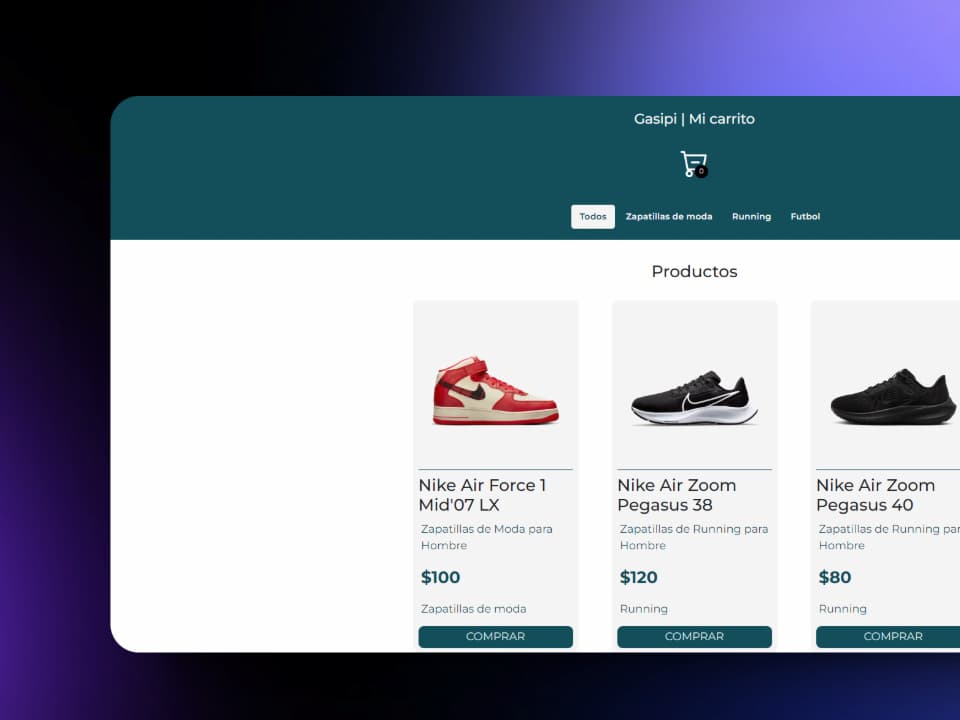 Gasipi | Mi carrito
0
Todos Zapatillas de moda Running Futbol
Productos
Nike Air Force 1
Mid'07 LX
Zapatillas de Moda para
Hombre
$100
Zapatillas de moda
COMPRAR
Nike Air Zoom
Pegasus 38
Zapatillas de Running para
Hombre
$120
Running
COMPRAR
Nike Air Zoom
Pegasus 40
Zapatillas de Running par
Hombre
$80
Running
COMPRAR